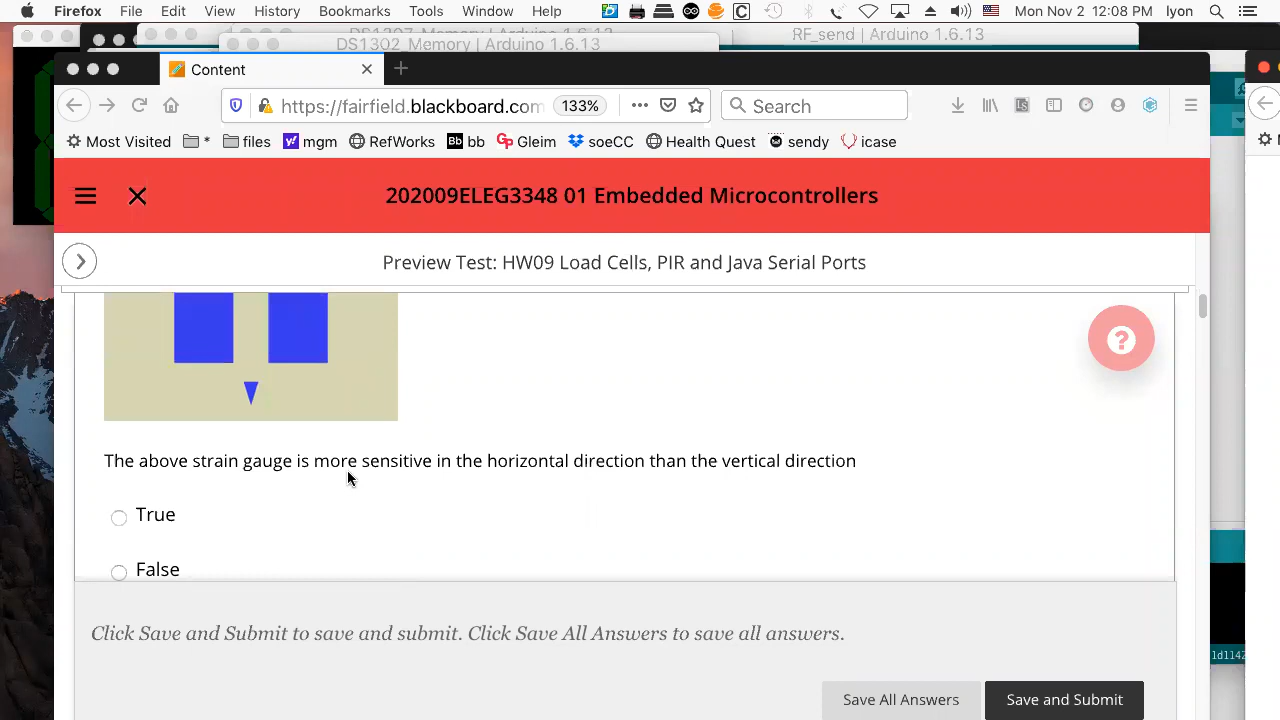 Firefox File Edit View History Bookmarks Tools Window Help Mon Nov 2 12:08 PM lyon
RF_send | Arduino 1.6.13
DS1302_Memory | Arduino 1.6.13
Content
https://fairfield.blackboard.com 133% Search
Most Visited * files mgm RefWorks Bb bb Gp Gleim soeCC Health Quest sendy icase
202009ELEG3348 01 Embedded Microcontrollers
Preview Test: HW09 Load Cells, PIR and Java Serial Ports
The above strain gauge is more sensitive in the horizontal direction than the vertical direction
True
False
Click Save and Submit to save and submit. Click Save All Answers to save all answers.
Save All Answers Save and Submit